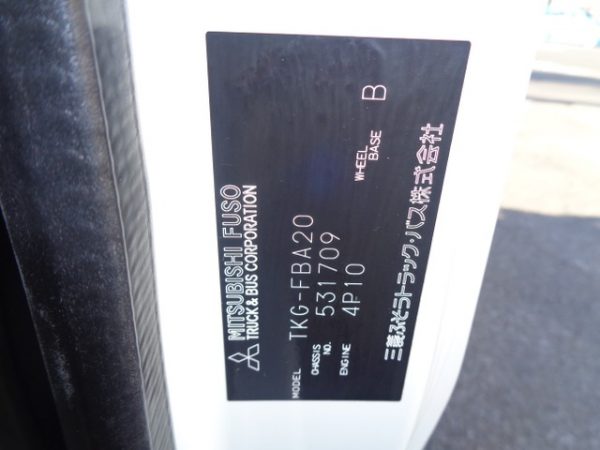 MITSUBISHI FUSO
TRUCK & BUS CORPORATION
MODEL TKG-FBA20
CHASSIS NO. 531709
ENGINE 4P10
WHEEL BASE B
三菱ふそうトラック・バス株式会社